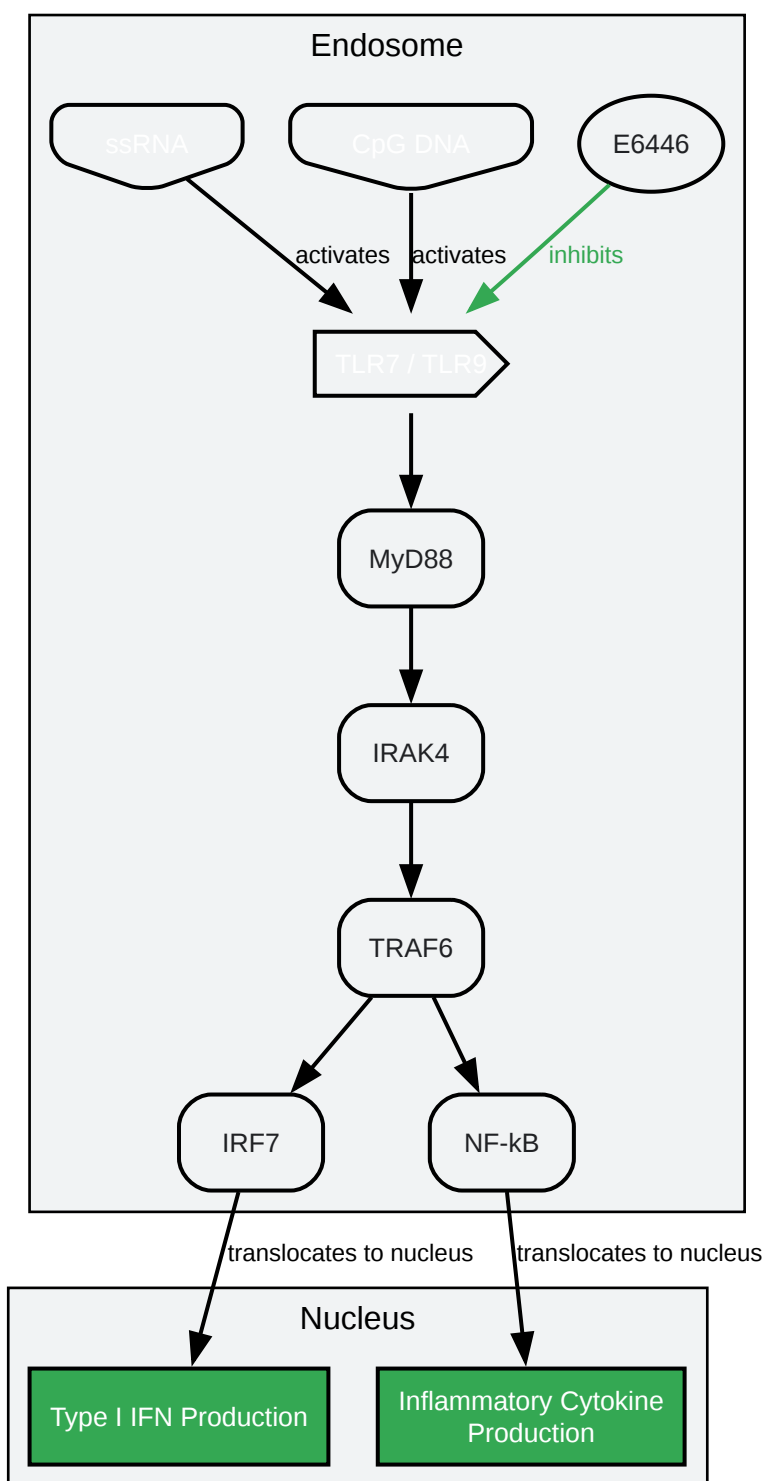 Endosome
ssRNA
CpG DNA
E6446
activates
activates
inhibits
TLR7 / TLR9
MyD88
IRAK4
TRAF6
IRF7
NF-kB
translocates to nucleus
translocates to nucleus
Nucleus
Type I IFN Production
Inflammatory Cytokine
Production